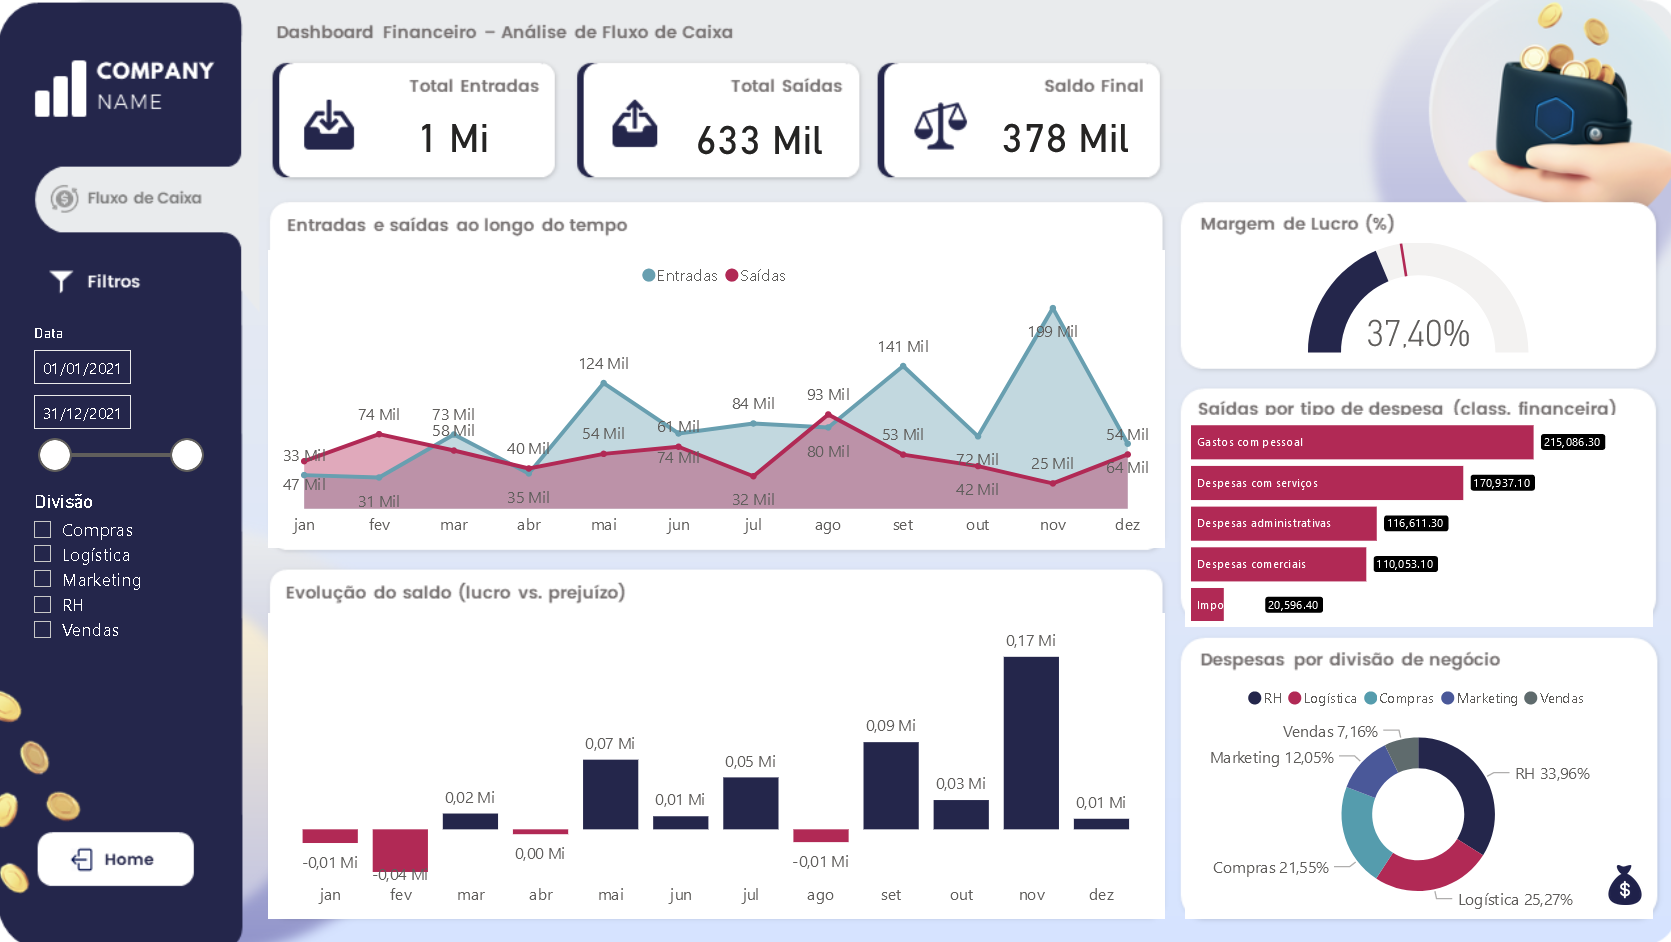 COMPANY
NAME
Fluxo de Caixa
Filtros
Data
01/01/2021
31/12/2021
Divisão
Compras
Logística
Marketing
RH
Vendas
Home
Dashboard Financeiro – Análise de Fluxo de Caixa
Total Entradas
1 Mi
Total Saídas
633 Mil
Saldo Final
378 Mil
Entradas e saídas ao longo do tempo
Entradas Saídas
199 Mil
141 Mil
124 Mil
93 Mil
84 Mil
74 Mil 73 Mil
58 Mil 61 Mil
54 Mil 53 Mil 54 Mil
33 Mil 40 Mil 74 Mil 80 Mil 72 Mil 25 Mil 64 Mil
47 Mil 31 Mil 35 Mil 32 Mil 42 Mil
jan fev mar abr mai jun jul ago set out nov dez
Evolução do saldo (lucro vs. prejuízo)
0,17 Mi
0,09 Mi
0,07 Mi
0,05 Mi
0,03 Mi
0,02 Mi 0,01 Mi 0,01 Mi
-0,01 Mi -0,04 Mi 0,00 Mi -0,01 Mi
jan fev mar abr mai jun jul ago set out nov dez
Margem de Lucro (%)
37,40%
Saídas por tipo de despesa (class. financeira)
Gastos com pessoal 215,086.30
Despesas com serviços 170,937.10
Despesas administrativas 116,611.30
Despesas comerciais 110,053.10
Impo 20,596.40
Despesas por divisão de negócio
RH Logística Compras Marketing Vendas
Vendas 7,16%
Marketing 12,05%
RH 33,96%
Compras 21,55%
Logística 25,27%
$